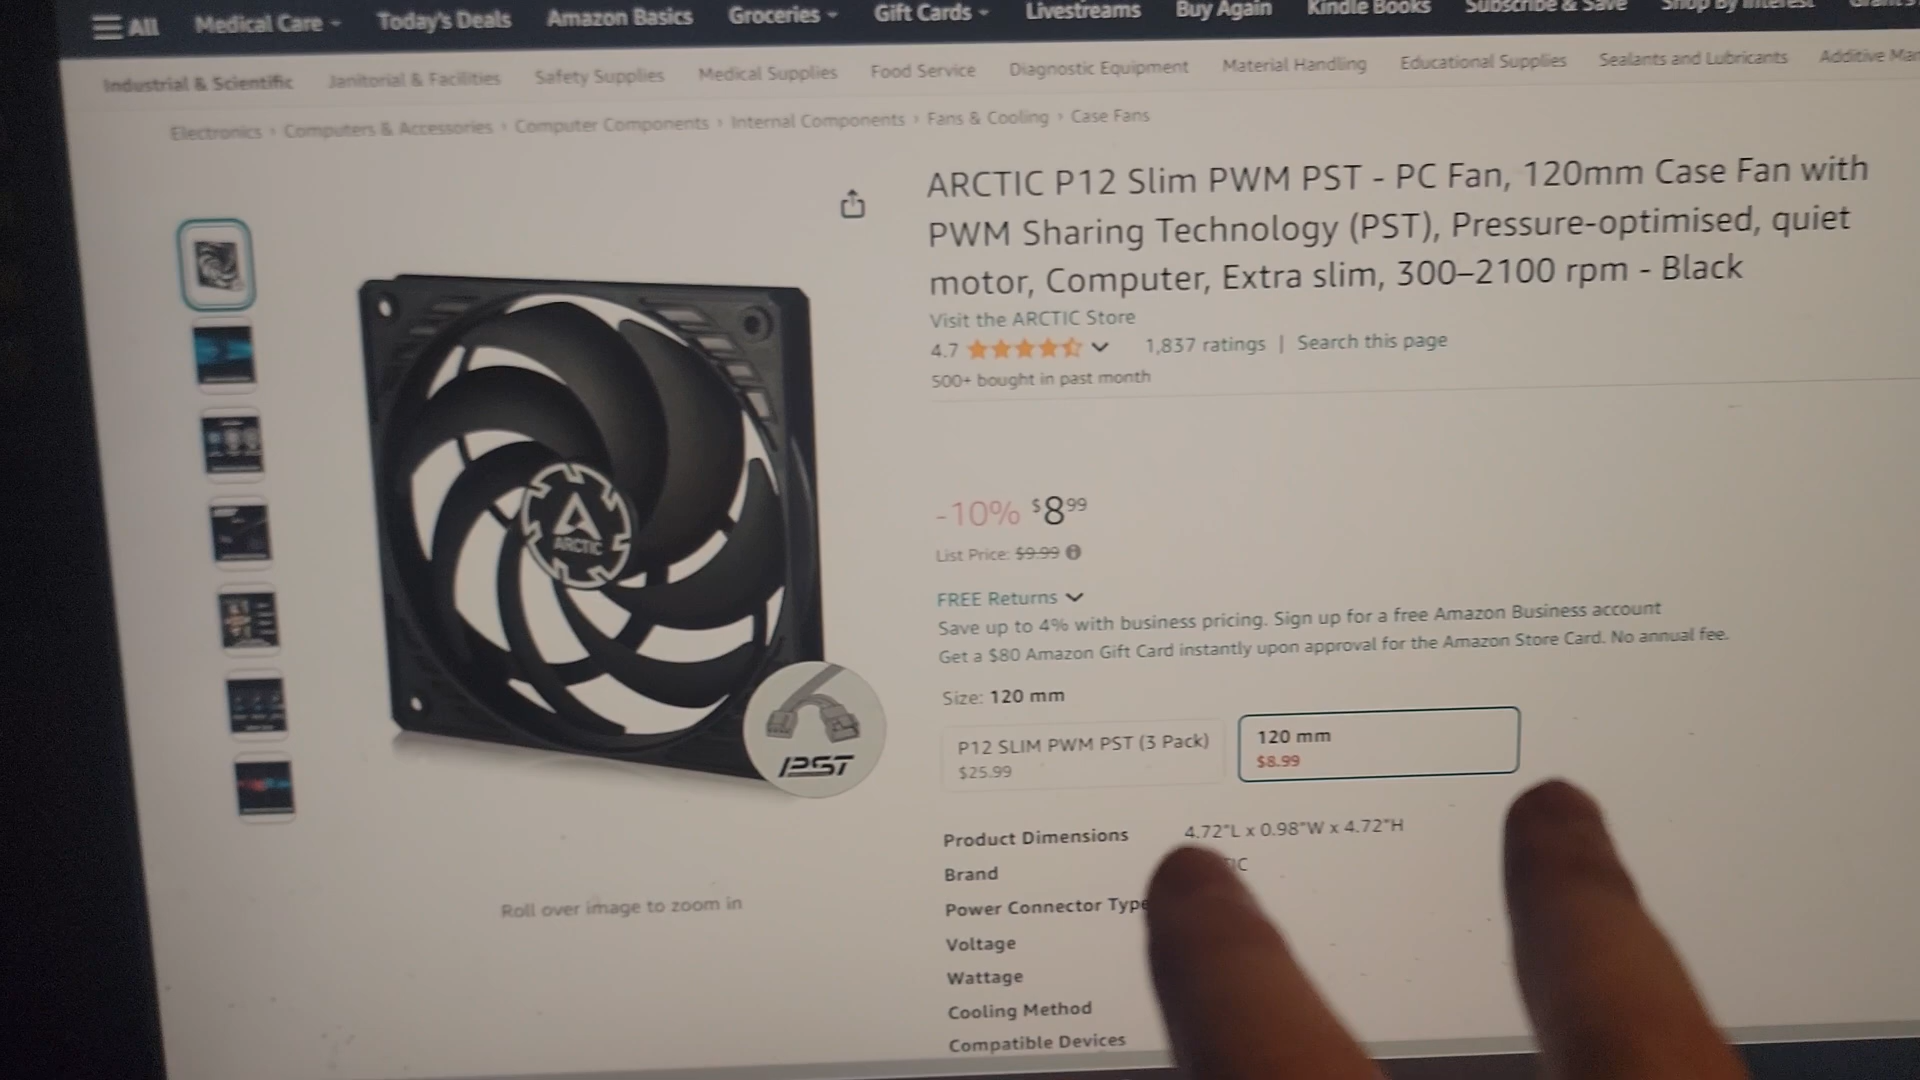 All Medical Care Today's Deals Amazon Basics Groceries Gift Cards Livestreams Buy Again Kindle Books Subscribe & Save Shop By Interest
Industrial & Scientific Janitorial & Facilities Safety Supplies Medical Supplies Food Service Diagnostic Equipment Material Handling Educational Supplies Sealants and Lubricants Additive
Electronics › Computers & Accessories › Computer Components › Internal Components › Fans & Cooling › Case Fans
ARCTIC P12 Slim PWM PST - PC Fan, 120mm Case Fan with
PWM Sharing Technology (PST), Pressure-optimised, quiet
motor, Computer, Extra slim, 300–2100 rpm - Black
Visit the ARCTIC Store
4.7 1,837 ratings | Search this page
500+ bought in past month
-10% $8.99
List Price: $9.99
FREE Returns
Save up to 4% with business pricing. Sign up for a free Amazon Business account
Get a $80 Amazon Gift Card instantly upon approval for the Amazon Store Card. No annual fee.
Size: 120 mm
P12 SLIM PWM PST (3 Pack)
$25.99
120 mm
$8.99
Product Dimensions 4.72"L x 0.98"W x 4.72"H
Brand
Power Connector Type
Voltage
Wattage
Cooling Method
Compatible Devices
ARCTIC
PST
Roll over image to zoom in